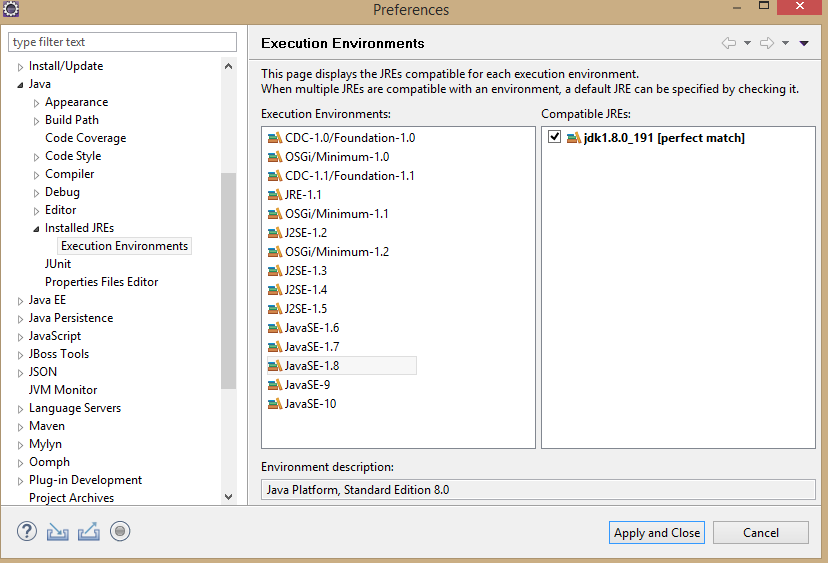 Preferences
type filter text
Install/Update
Java
Appearance
Build Path
Code Coverage
Code Style
Compiler
Debug
Editor
Installed JREs
Execution Environments
JUnit
Properties Files Editor
Java EE
Java Persistence
JavaScript
JBoss Tools
JSON
JVM Monitor
Language Servers
Maven
Mylyn
Oomph
Plug-in Development
Project Archives
Execution Environments
This page displays the JREs compatible for each execution environment.
When multiple JREs are compatible with an environment, a default JRE can be specified by checking it.
Execution Environments:
CDC-1.0/Foundation-1.0
OSGi/Minimum-1.0
CDC-1.1/Foundation-1.1
JRE-1.1
OSGi/Minimum-1.1
J2SE-1.2
OSGi/Minimum-1.2
J2SE-1.3
J2SE-1.4
J2SE-1.5
JavaSE-1.6
JavaSE-1.7
JavaSE-1.8
JavaSE-9
JavaSE-10
Compatible JREs:
jdk1.8.0_191 [perfect match]
Environment description:
Java Platform, Standard Edition 8.0
?
Apply and Close
Cancel